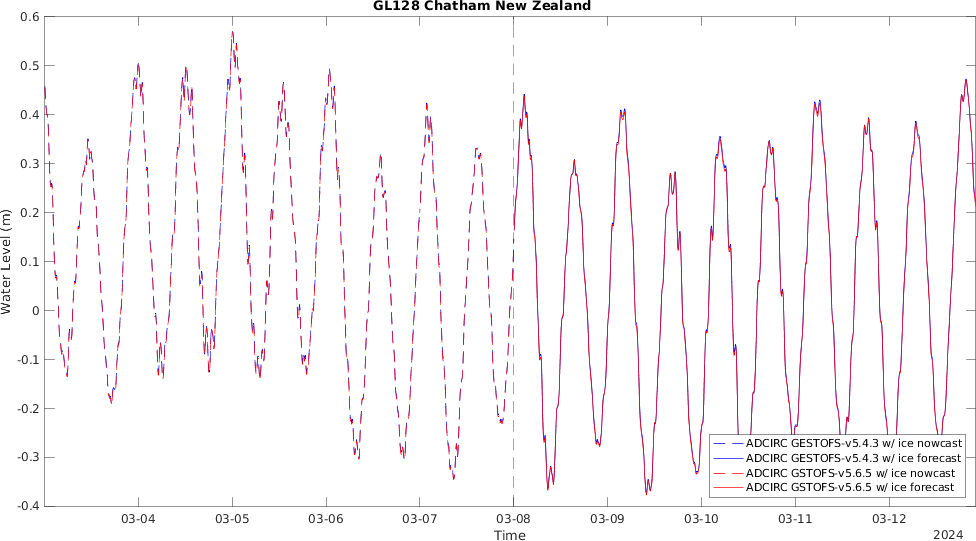 GL128 Chatham New Zealand
0.6
0.5
0.4
0.3
0.2
0.1
0
-0.1
-0.2
-0.3
-0.4
Water Level (m)
ADCIRC GESTOFS-v5.4.3 w/ ice nowcast
ADCIRC GESTOFS-v5.4.3 w/ ice forecast
ADCIRC GSTOFS-v5.6.5 w/ ice nowcast
ADCIRC GSTOFS-v5.6.5 w/ ice forecast
03-04 03-05 03-06 03-07 03-08 03-09 03-10 03-11 03-12
Time
2024